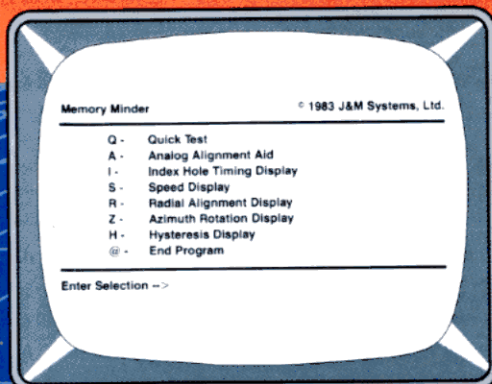 Memory Minder © 1983 J&M Systems, Ltd.
Q - Quick Test
A - Analog Alignment Aid
I - Index Hole Timing Display
S - Speed Display
R - Radial Alignment Display
Z - Azimuth Rotation Display
H - Hysteresis Display
@ - End Program
Enter Selection -->